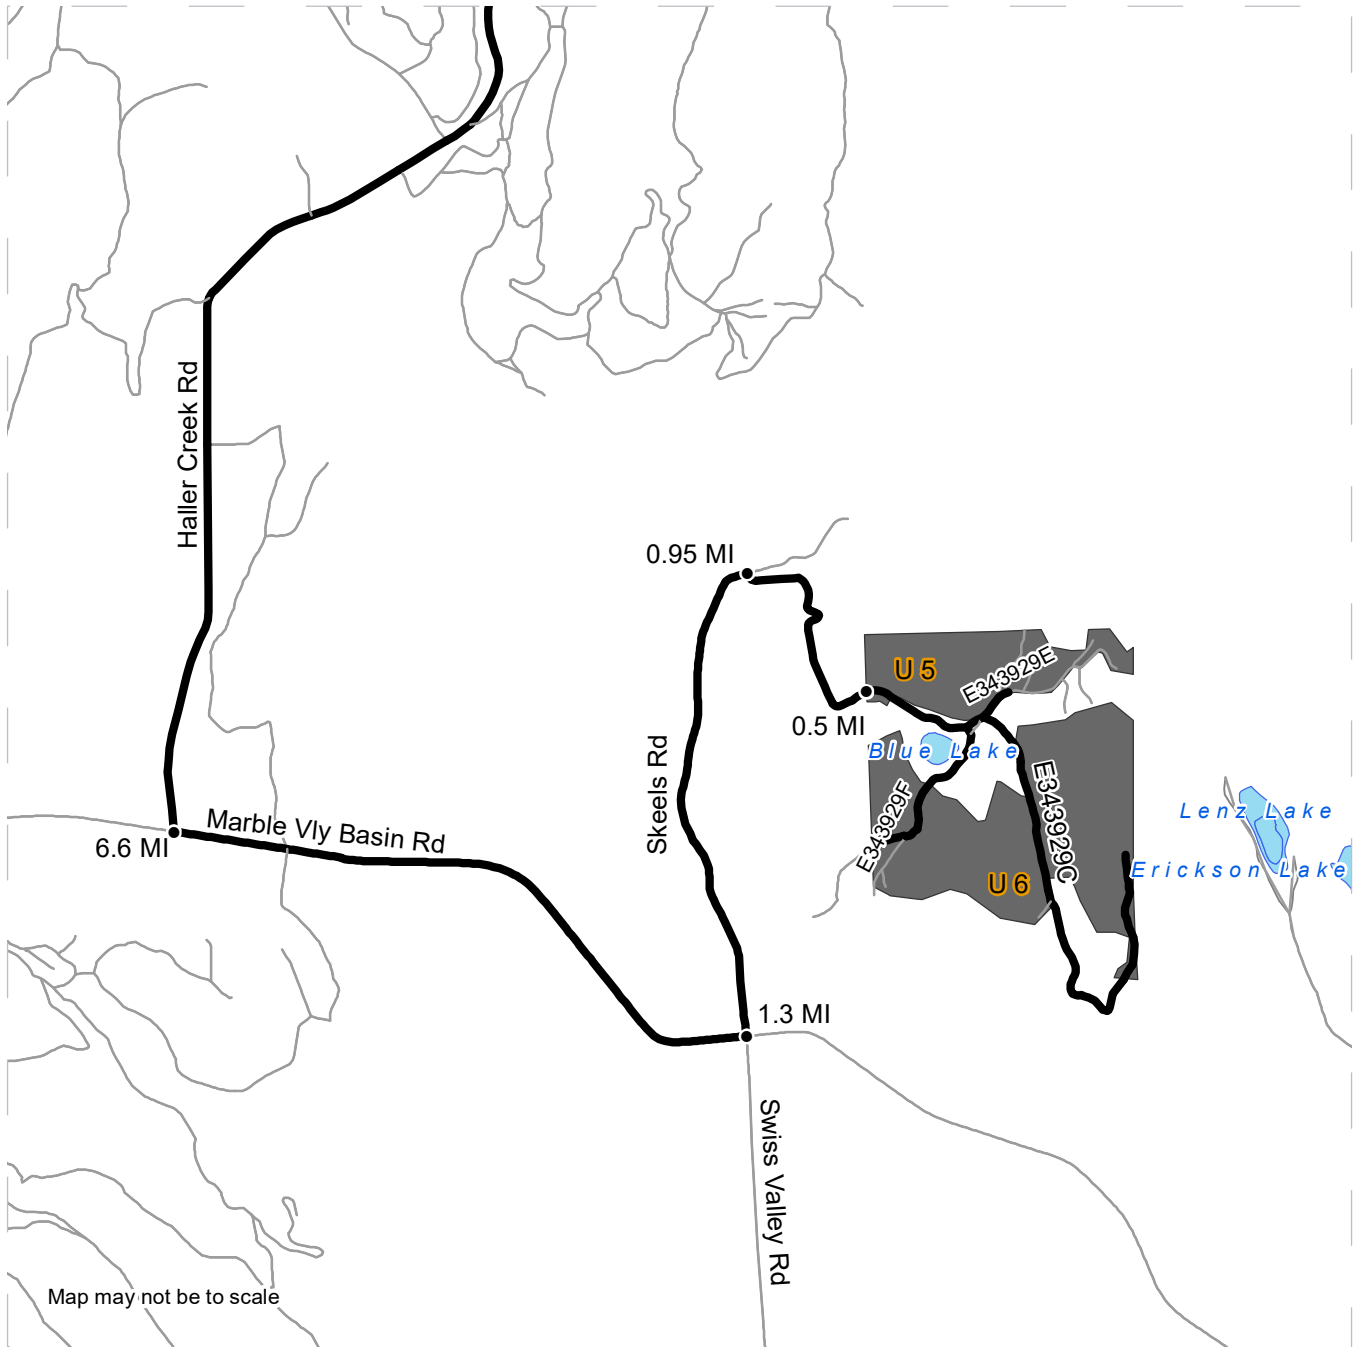 Haller Creek Rd
0.95 MI
U 5
E343929E
0.5 MI
Blue Lake
Skeels Rd
E343929C
E343929F
Lenz Lake
Marble Vly Basin Rd
6.6 MI
Erickson Lake
U 6
1.3 MI
Swiss Valley Rd
Map may not be to scale